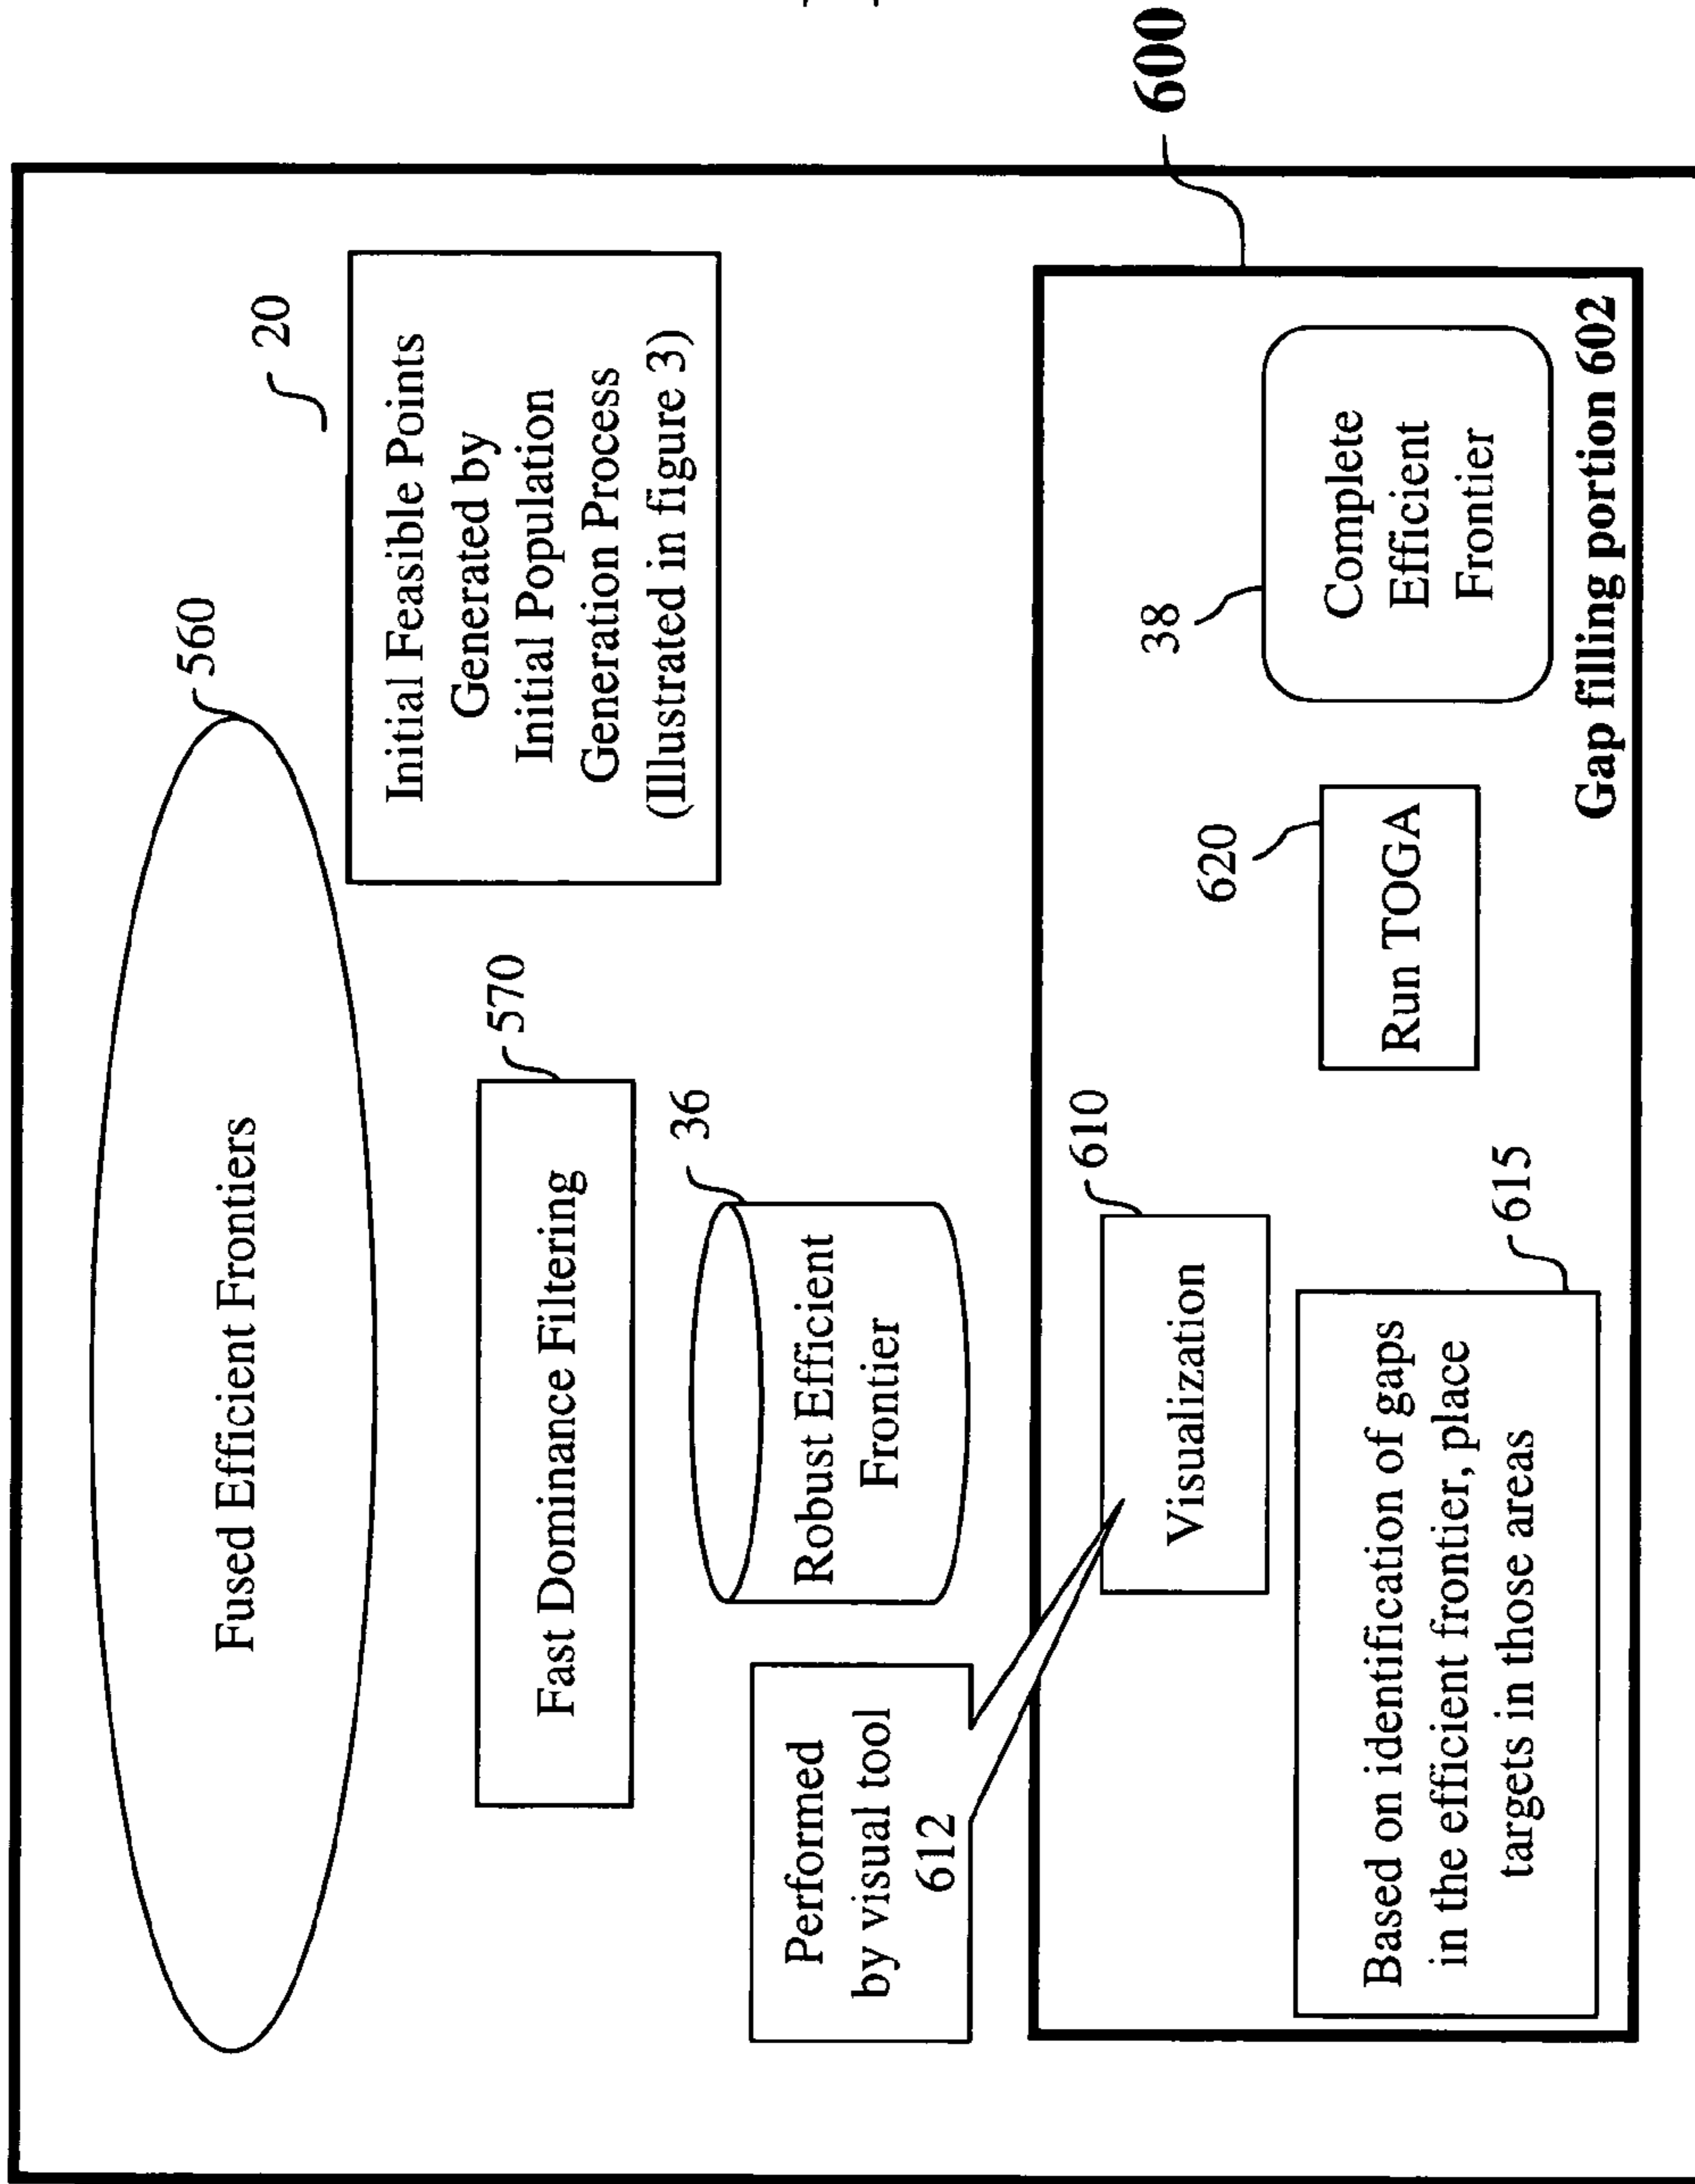 Fused Efficient Frontiers
560
Fast Dominance Filtering
570
20
Initial Feasible Points
Generated by
Initial Population
Generation Process
(Illustrated in figure 3)
Robust Efficient
Frontier
36
Performed
by visual tool
612
600
Visualization
610
Based on identification of gaps
in the efficient frontier, place
targets in those areas
615
Run TOGA
620
Complete
Efficient
Frontier
38
Gap filling portion 602